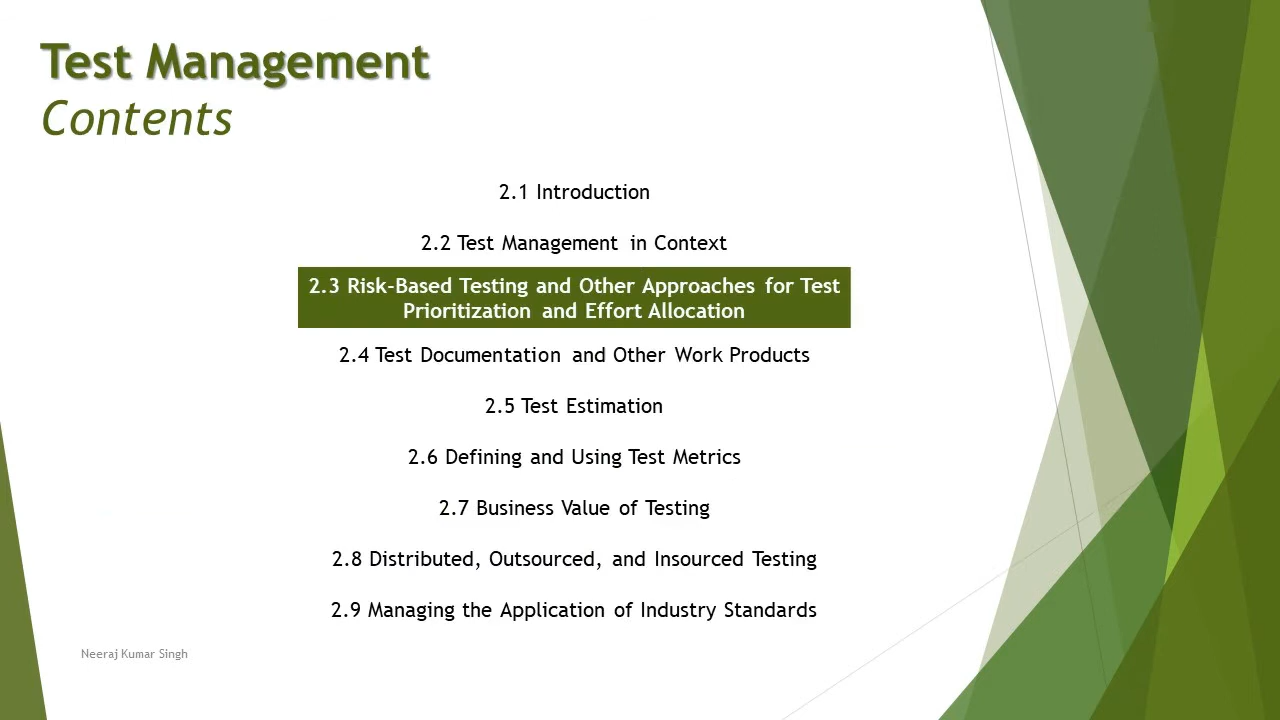 Test Management
Contents
2.1 Introduction
2.2 Test Management in Context
2.3 Risk-Based Testing and Other Approaches for Test
Prioritization and Effort Allocation
2.4 Test Documentation and Other Work Products
2.5 Test Estimation
2.6 Defining and Using Test Metrics
2.7 Business Value of Testing
2.8 Distributed, Outsourced, and Insourced Testing
2.9 Managing the Application of Industry Standards
Neeraj Kumar Singh